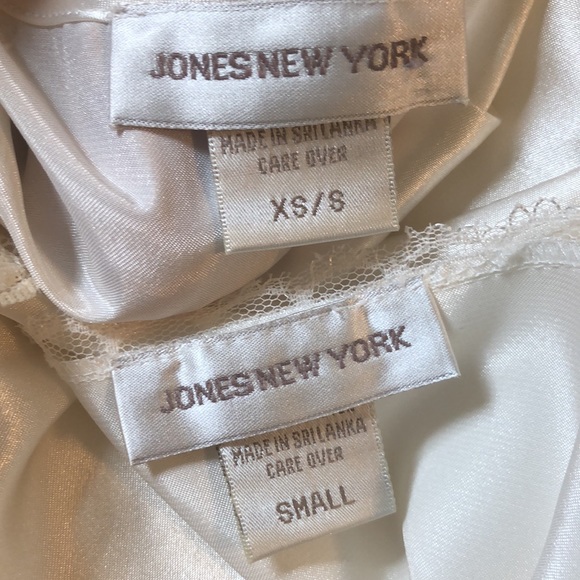 JONES NEW YORK
MADE IN SRI LANKA
CARE OVER
XS/S
JONES NEW YORK
MADE IN SRI LANKA
CARE OVER
SMALL